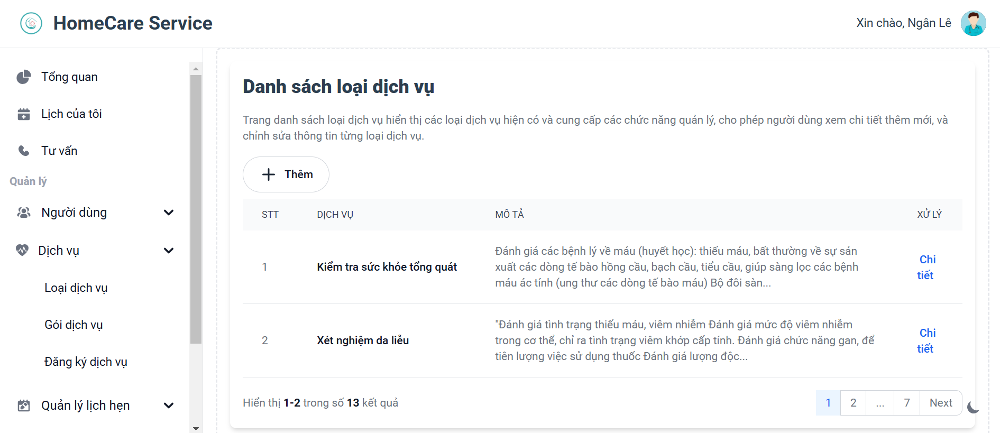 HomeCare Service
Xin chào, Ngân Lê
Tổng quan
Lịch của tôi
Tư vấn
Quản lý
Người dùng
Dịch vụ
Loại dịch vụ
Gói dịch vụ
Đăng ký dịch vụ
Quản lý lịch hẹn
Danh sách loại dịch vụ
Trang danh sách loại dịch vụ hiển thị các loại dịch vụ hiện có và cung cấp các chức năng quản lý, cho phép người dùng xem chi tiết thêm mới, và
chỉnh sửa thông tin từng loại dịch vụ.
Thêm
STT DỊCH VỤ MÔ TẢ XỬ LÝ
1
Kiểm tra sức khỏe tổng quát
Đánh giá các bệnh lý về máu (huyết học): thiếu máu, bất thường về sự sản
xuất các dòng tế bào hồng cầu, bạch cầu, tiểu cầu, giúp sàng lọc các bệnh
máu ác tính (ung thư các dòng tế bào máu) Bộ đôi sàn...
Chi
tiết
2
Xét nghiệm da liễu
"Đánh giá tình trạng thiếu máu, viêm nhiễm Đánh giá mức độ viêm nhiễm
trong cơ thể, chỉ ra tình trạng viêm khớp cấp tính. Đánh giá chức năng gan, để
tiên lượng việc sử dụng thuốc Đánh giá lượng độc...
Chi
tiết
Hiển thị 1-2 trong số 13 kết quả
1 2 ... 7 Next